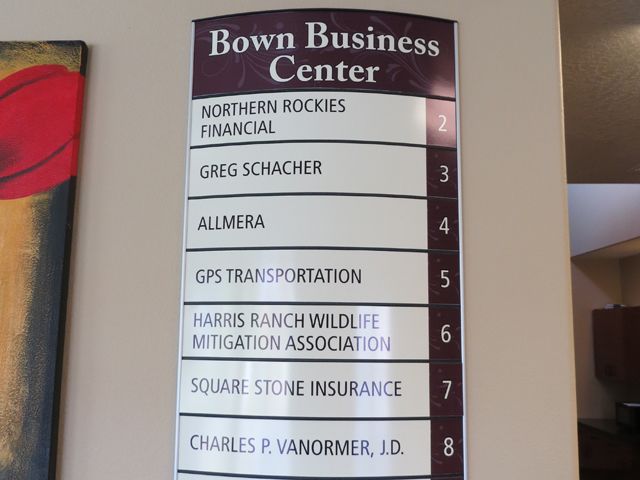 Bown Business
Center
NORTHERN ROCKIES
FINANCIAL 2
GREG SCHACHER 3
ALLMERA 4
GPS TRANSPORTATION 5
HARRIS RANCH WILDLIFE
MITIGATION ASSOCIATION 6
SQUARE STONE INSURANCE 7
CHARLES P. VANORMER, J.D. 8